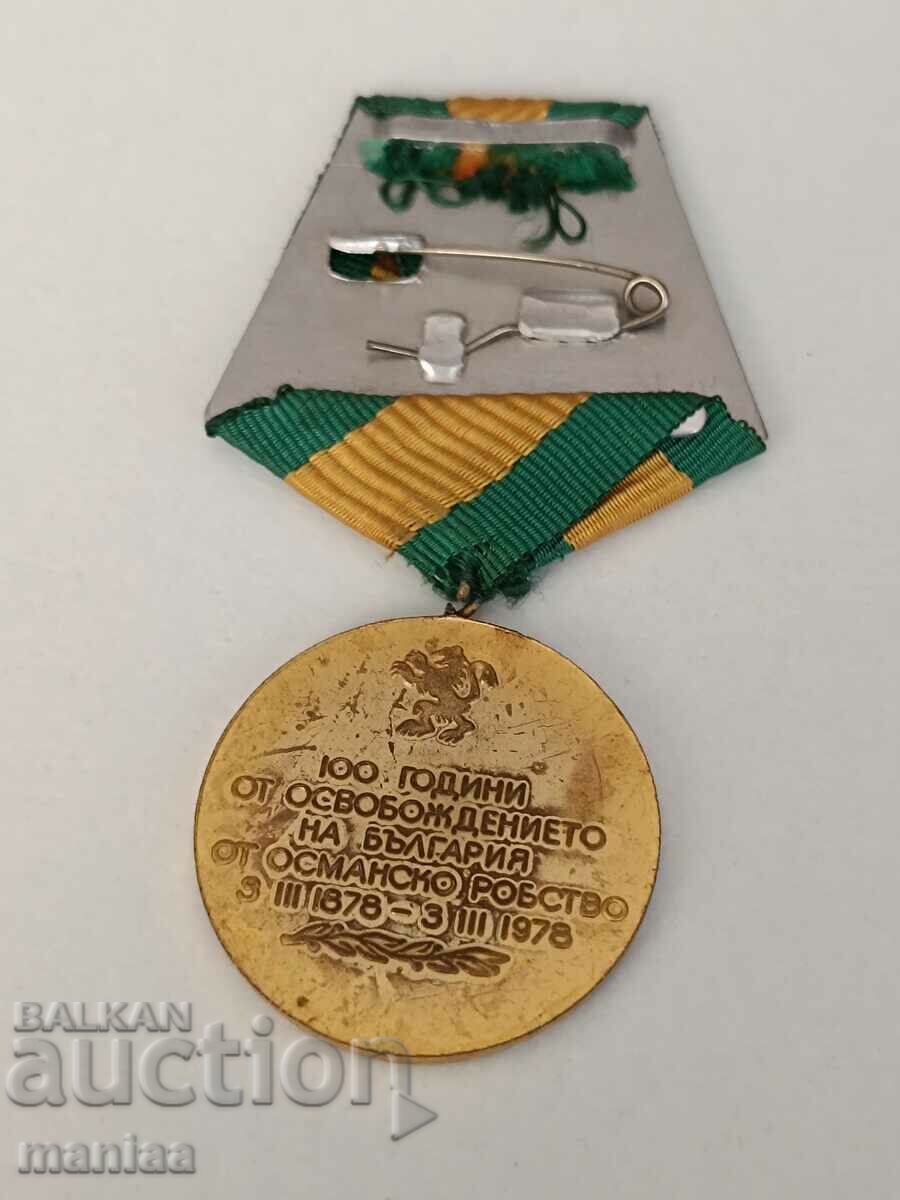 100 ГОДИНИ
ОТ ОСВОБОЖДЕНИЕТО
НА БЪЛГАРИЯ
ОТ ОСМАНСКО РОБСТВО
3 III 1878 – 3 III 1978
BALKAN
auction
maniaa